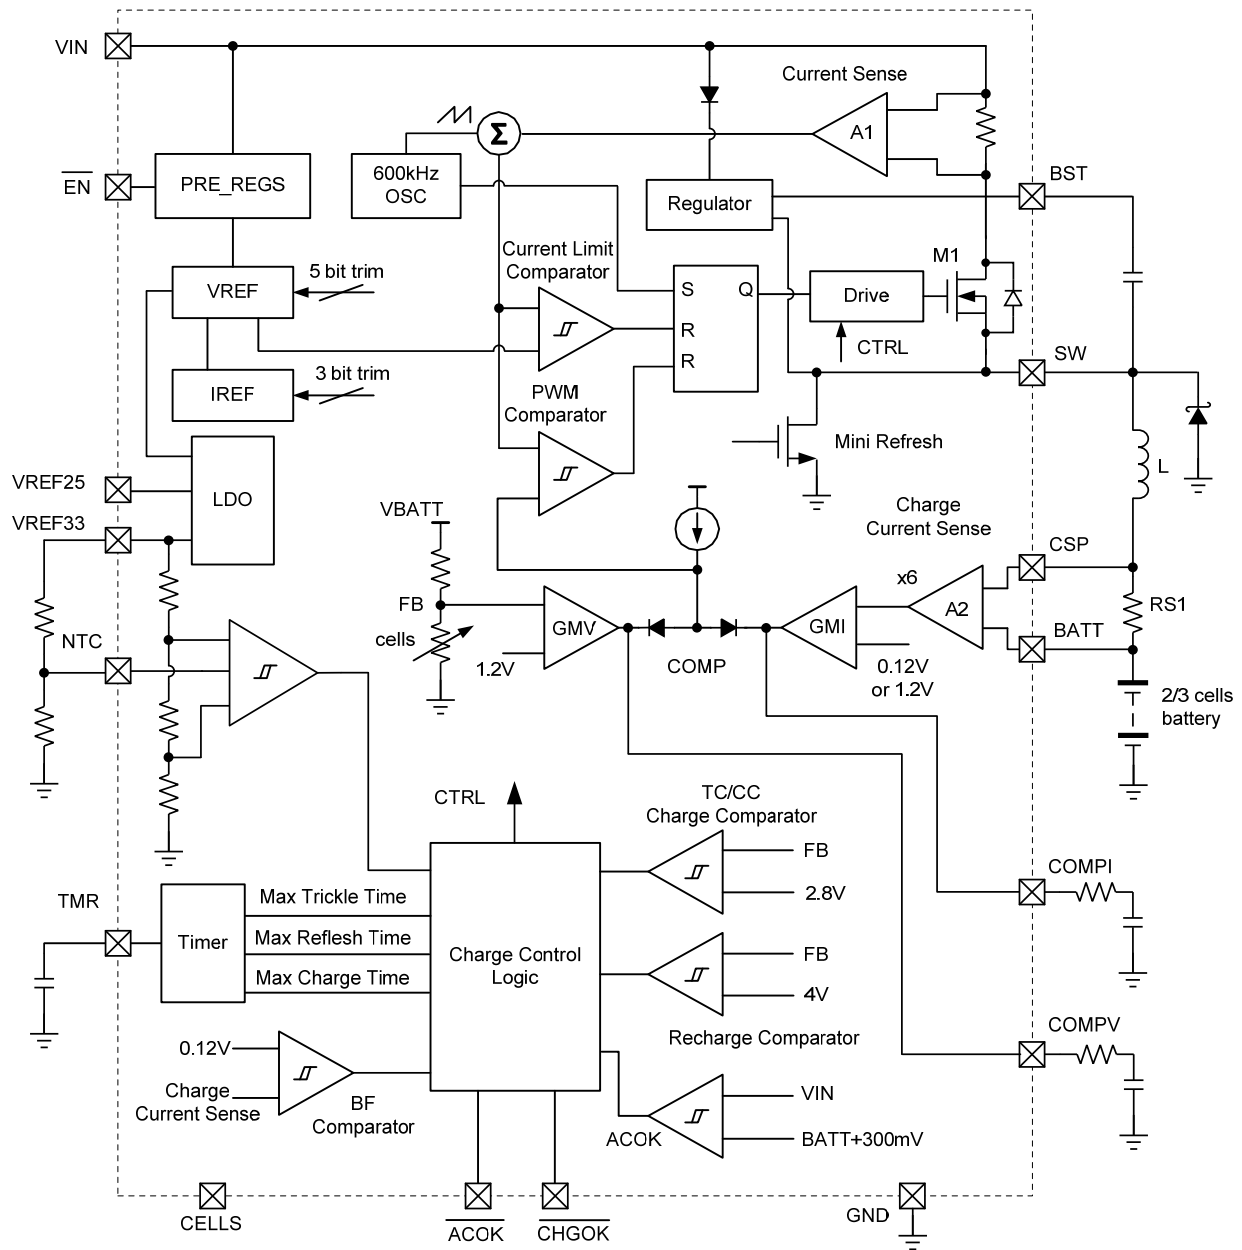 VIN
Current Sense
A1
Σ
EN
PRE_REGS
600kHz
OSC
Regulator
BST
5 bit trim
VREF
Current Limit
Comparator
S
Q
R
R
Drive
M1
CTRL
SW
3 bit trim
IREF
PWM
Comparator
Mini Refresh
L
VREF25
LDO
VREF33
VBATT
Charge
Current Sense
CSP
x6
A2
RS1
FB
cells
GMV
GMI
BATT
NTC
1.2V
COMP
0.12V
or 1.2V
2/3 cells
battery
CTRL
TC/CC
Charge Comparator
FB
2.8V
COMPI
TMR
Timer
Max Trickle Time
Max Reflesh Time
Max Charge Time
Charge Control
Logic
FB
4V
Recharge Comparator
COMPV
0.12V
Charge
Current Sense
BF
Comparator
VIN
ACOK
BATT+300mV
CELLS
ACOK
CHGOK
GND